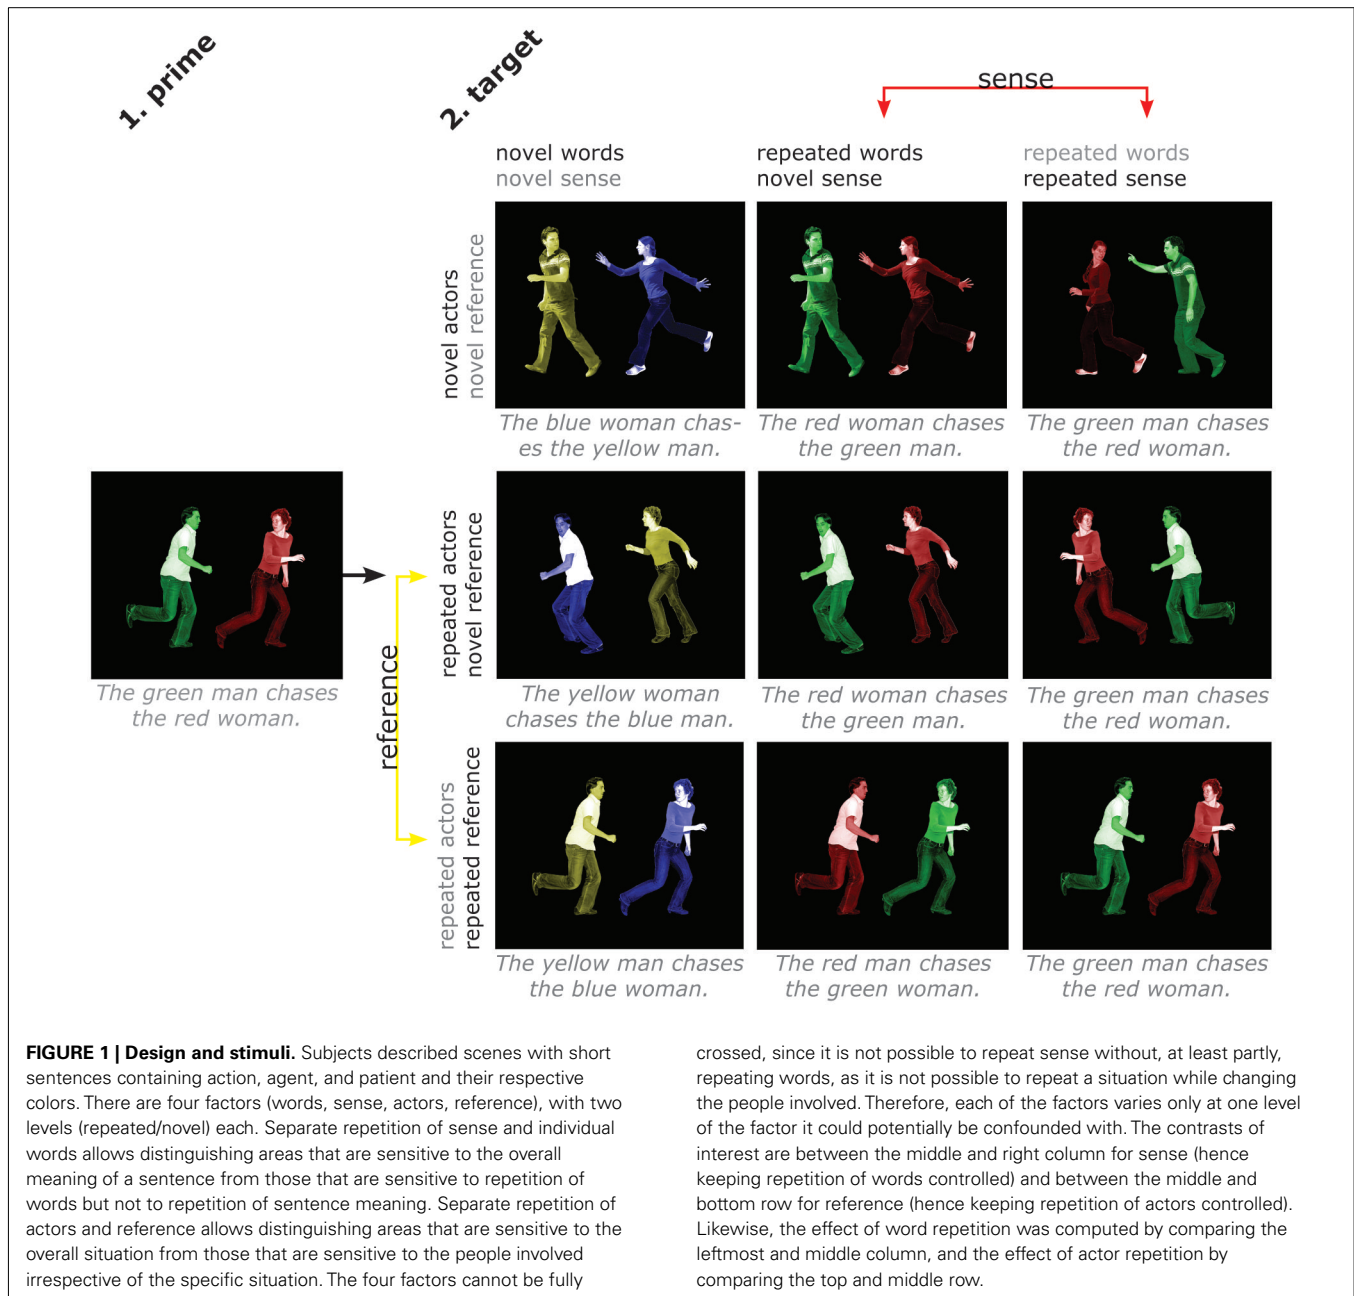 1. prime
2. target
sense
novel words
novel sense
repeated words
novel sense
repeated words
repeated sense
novel actors
novel reference
The blue woman chas-
es the yellow man.
The red woman chases
the green man.
The green man chases
the red woman.
The green man chases
the red woman.
reference
repeated actors
novel reference
The yellow woman
chases the blue man.
The red woman chases
the green man.
The green man chases
the red woman.
repeated actors
repeated reference
The yellow man chases
the blue woman.
The red man chases
the green woman.
The green man chases
the red woman.
FIGURE 1 | Design and stimuli. Subjects described scenes with short
sentences containing action, agent, and patient and their respective
colors. There are four factors (words, sense, actors, reference), with two
levels (repeated/novel) each. Separate repetition of sense and individual
words allows distinguishing areas that are sensitive to the overall
meaning of a sentence from those that are sensitive to repetition of
words but not to repetition of sentence meaning. Separate repetition of
actors and reference allows distinguishing areas that are sensitive to the
overall situation from those that are sensitive to the people involved
irrespective of the specific situation. The four factors cannot be fully
crossed, since it is not possible to repeat sense without, at least partly,
repeating words, as it is not possible to repeat a situation while changing
the people involved. Therefore, each of the factors varies only at one level
of the factor it could potentially be confounded with. The contrasts of
interest are between the middle and right column for sense (hence
keeping repetition of words controlled) and between the middle and
bottom row for reference (hence keeping repetition of actors controlled).
Likewise, the effect of word repetition was computed by comparing the
leftmost and middle column, and the effect of actor repetition by
comparing the top and middle row.